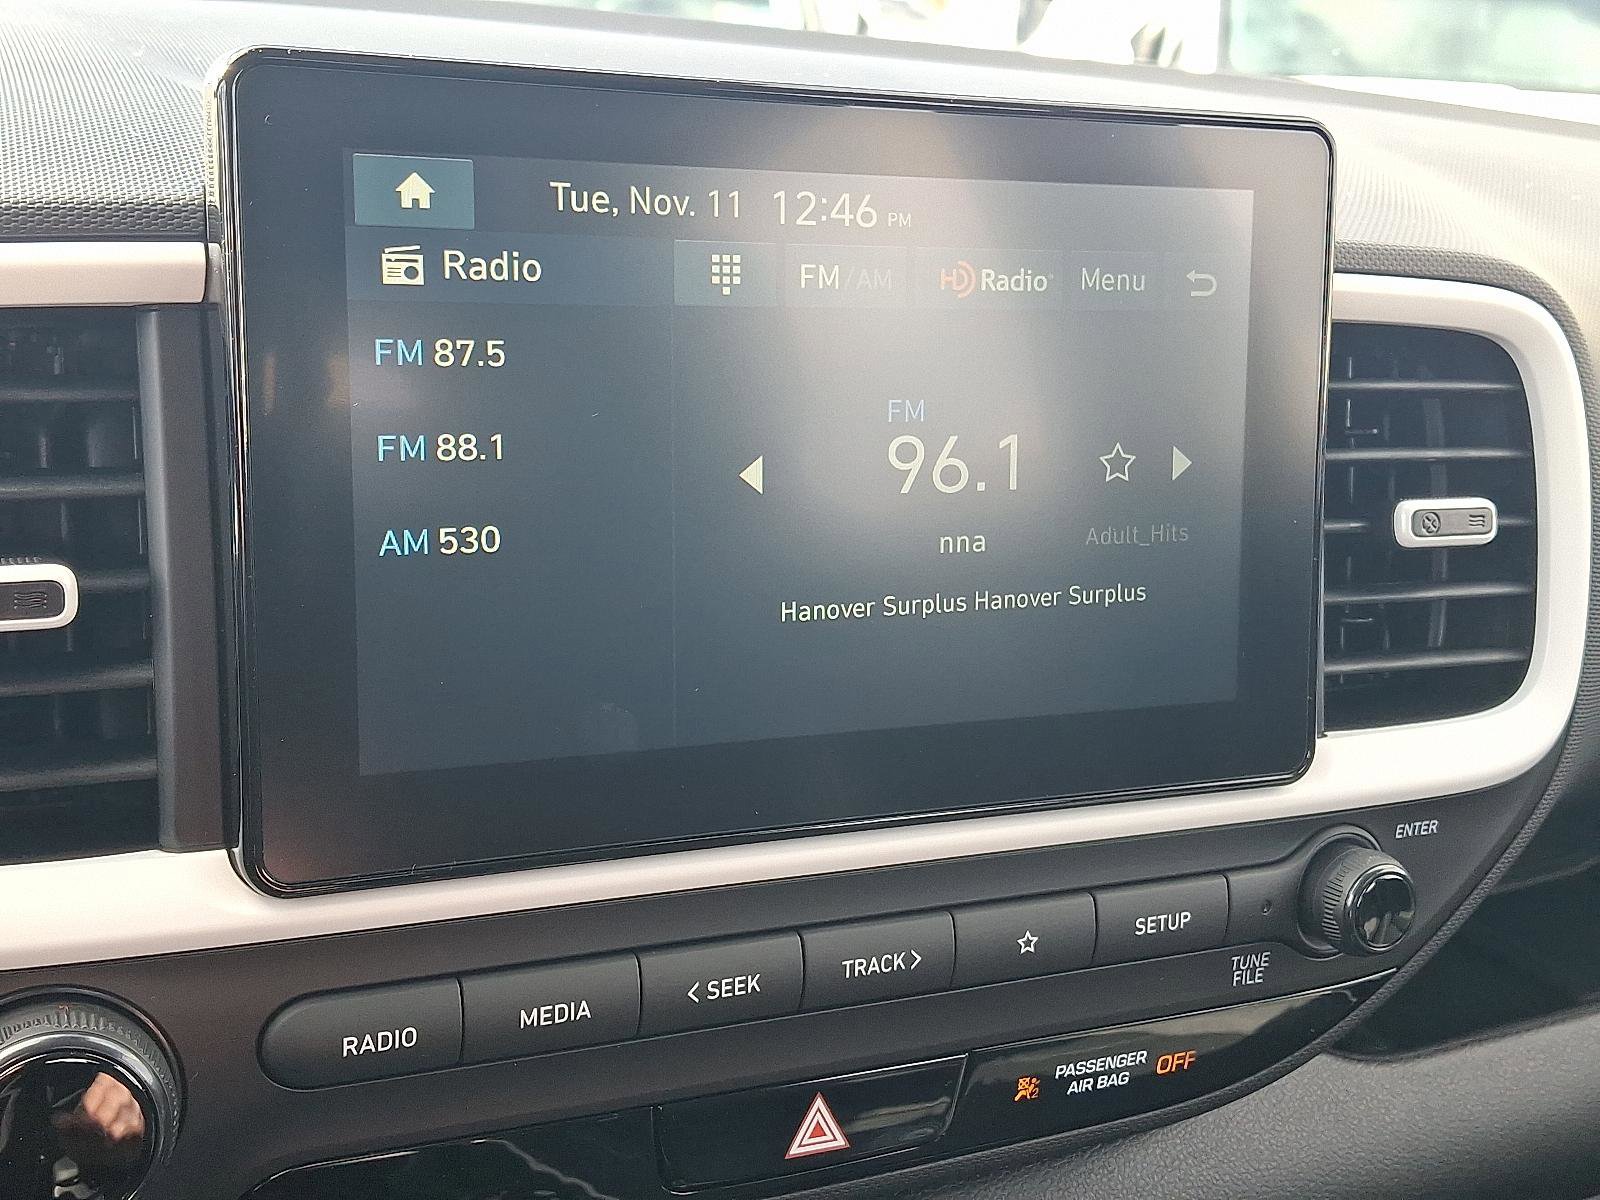 Tue, Nov. 11 12:46 PM
Radio FM/AM HD Radio Menu
FM 87.5
FM 88.1
AM 530
FM
96.1
nna Adult_Hits
Hanover Surplus Hanover Surplus
ENTER
RADIO MEDIA < SEEK TRACK > SETUP
TUNE
FILE
PASSENGER
AIR BAG OFF